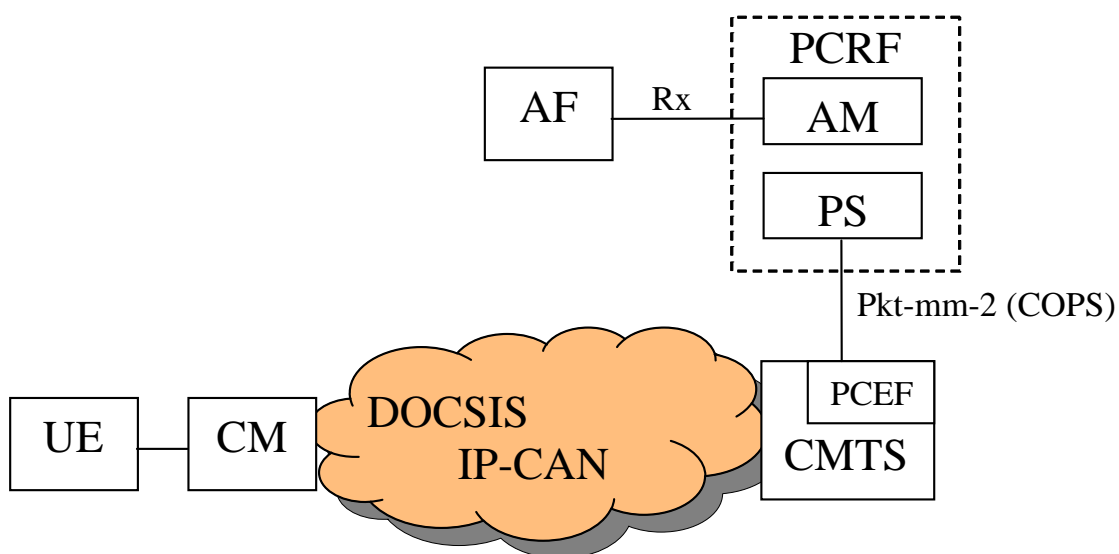 PCRF
AF
Rx
AM
PS
Pkt-mm-2 (COPS)
PCEF
DOCSIS
UE
CM
IP-CAN
CMTS